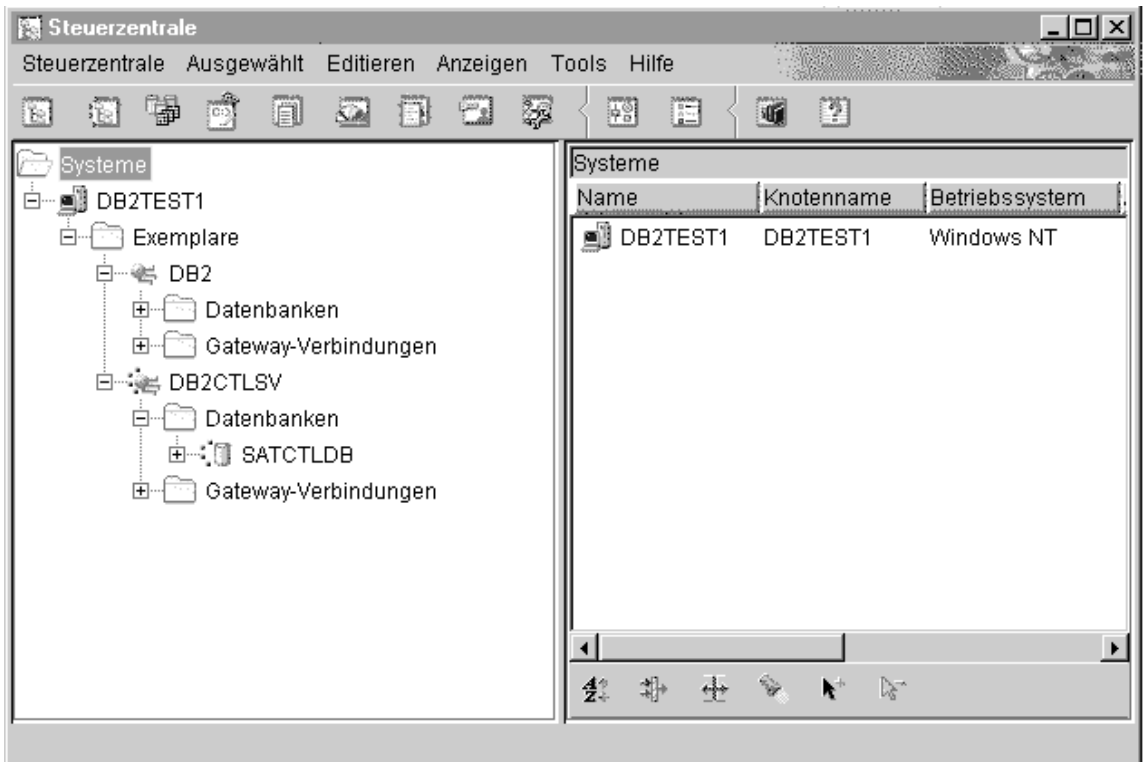 Steuerzentrale
Steuerzentrale Ausgewählt Editieren Anzeigen Tools Hilfe
Systeme
DB2TEST1
Exemplare
DB2
Datenbanken
Gateway-Verbindungen
DB2CTLSV
Datenbanken
SATCTLDB
Gateway-Verbindungen
Systeme
Name Knotenname Betriebssystem
DB2TEST1 DB2TEST1 Windows NT